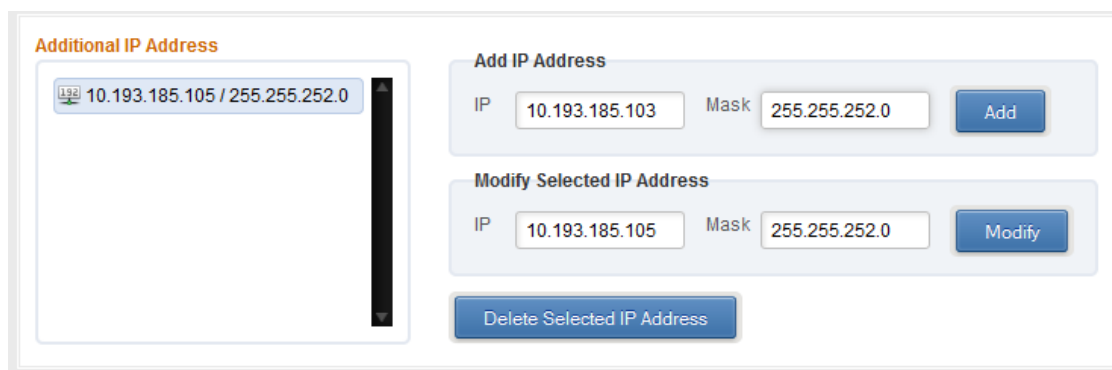 Additional IP Address
192
10.193.185.105 / 255.255.252.0
Add IP Address
IP 10.193.185.103 Mask 255.255.252.0 Add
Modify Selected IP Address
IP 10.193.185.105 Mask 255.255.252.0 Modify
Delete Selected IP Address